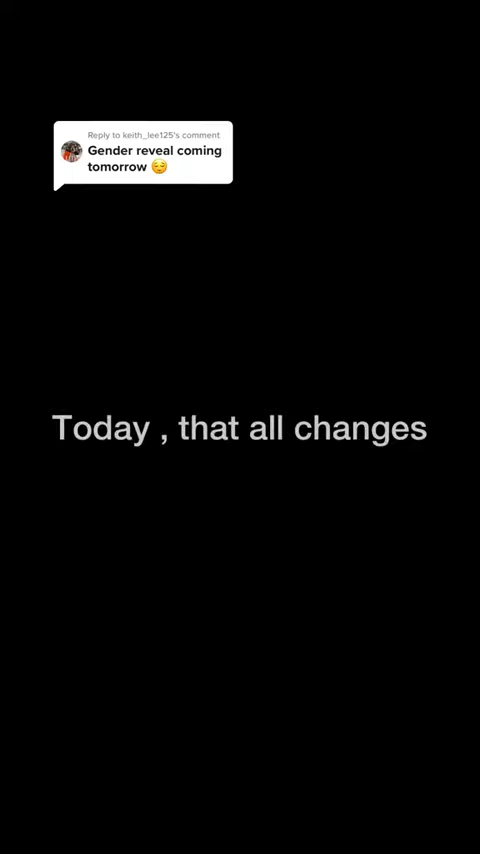 Reply to keith_lee125's comment
Gender reveal coming
tomorrow 😌
Today , that all changes